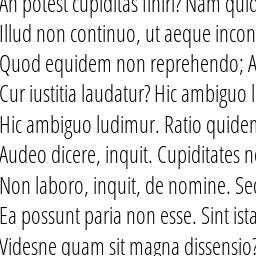 An potest cupiditas finiri? Nam quid
Illud non continuo, ut aeque incon
Quod equidem non reprehendo; A
Cur iustitia laudatur? Hic ambiguo l
Hic ambiguo ludimur. Ratio quiden
Audeo dicere, inquit. Cupiditates n
Non laboro, inquit, de nomine. Sed
Ea possunt paria non esse. Sint ista
Videsne quam sit magna dissensio?